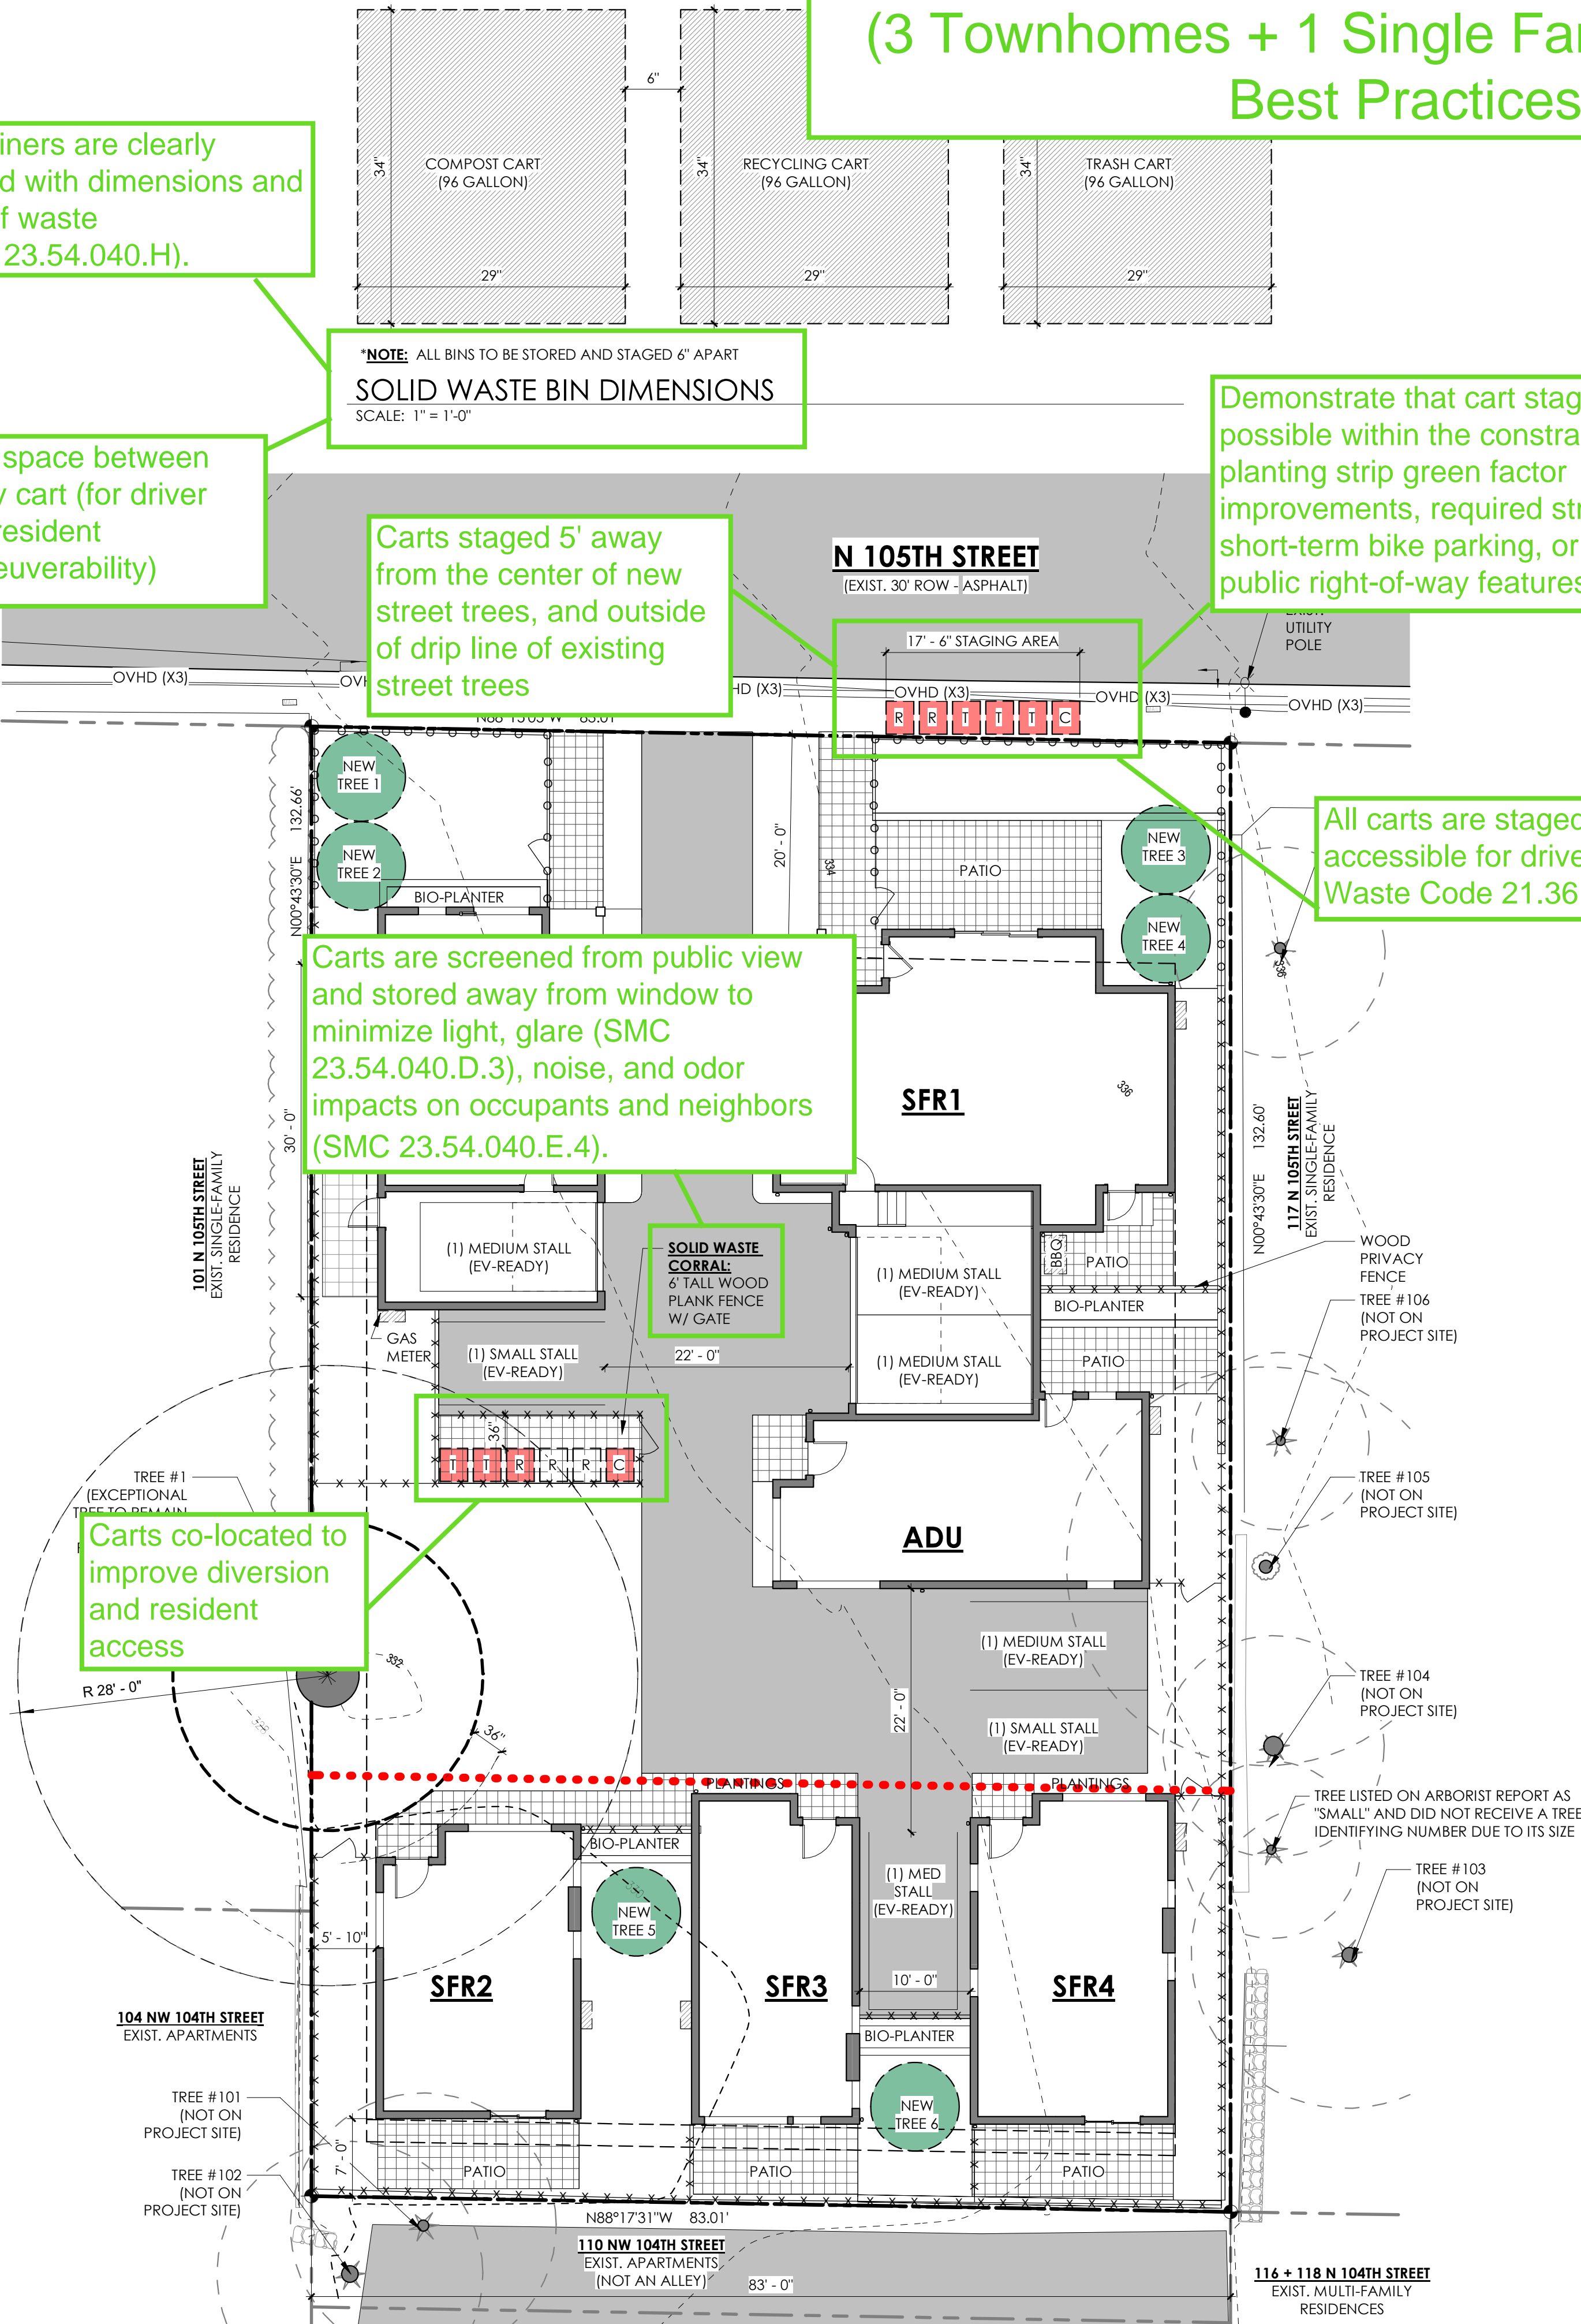 (3 Townhomes + 1 Single Fa
Best Practices
6"
34"
COMPOST CART
(96 GALLON)
29"
34"
RECYCLING CART
(96 GALLON)
29"
34"
TRASH CART
(96 GALLON)
29"
iners are clearly
d with dimensions and
f waste
23.54.040.H).
*NOTE: ALL BINS TO BE STORED AND STAGED 6" APART
SOLID WASTE BIN DIMENSIONS
SCALE: 1" = 1'-0"
space between
y cart (for driver
resident
euverability)
Demonstrate that cart stag
possible within the constra
planting strip green factor
improvements, required str
short-term bike parking, or
public right-of-way features
Carts staged 5' away
from the center of new
street trees, and outside
of drip line of existing
street trees
N 105TH STREET
(EXIST. 30' ROW - ASPHALT)
17' - 6" STAGING AREA
UTILITY
POLE
OVHD (X3)
OVHD (X3)
OVHD (X3)
OVHD (X3)
R R T T T C
N88°15'05"W 83.01'
NEW
TREE 1
NEW
TREE 2
BIO-PLANTER
N00°43'30"E 132.66'
20' - 0"
334
PATIO
NEW
TREE 3
NEW
TREE 4
All carts are staged
accessible for drive
Waste Code 21.36
336
Carts are screened from public view
and stored away from window to
minimize light, glare (SMC
23.54.040.D.3), noise, and odor
impacts on occupants and neighbors
(SMC 23.54.040.E.4).
SFR1
336
30' - 0"
101 N 105TH STREET
EXIST. SINGLE-FAMILY
RESIDENCE
N00°43'30"E 132.60'
117 N 105TH STREET
EXIST. SINGLE-FAMILY
RESIDENCE
(1) MEDIUM STALL
(EV-READY)
SOLID WASTE
CORRAL:
6' TALL WOOD
PLANK FENCE
W/ GATE
(1) MEDIUM STALL
(EV-READY)
BBQ
PATIO
WOOD
PRIVACY
FENCE
BIO-PLANTER
TREE #106
(NOT ON
PROJECT SITE)
GAS
METER
(1) SMALL STALL
(EV-READY)
22' - 0"
(1) MEDIUM STALL
(EV-READY)
PATIO
36"
T T R R R C
TREE #1
(EXCEPTIONAL
TREE TO REMAIN
TREE #105
(NOT ON
PROJECT SITE)
Carts co-located to
improve diversion
and resident
access
ADU
332
R 28' - 0"
36"
(1) MEDIUM STALL
(EV-READY)
22' - 0"
(1) SMALL STALL
(EV-READY)
TREE #104
(NOT ON
PROJECT SITE)
PLANTINGS
PLANTINGS
TREE LISTED ON ARBORIST REPORT AS
"SMALL" AND DID NOT RECEIVE A TREE
IDENTIFYING NUMBER DUE TO ITS SIZE
BIO-PLANTER
(1) MED
STALL
(EV-READY)
TREE #103
(NOT ON
PROJECT SITE)
NEW
TREE 5
5' - 10"
SFR2
SFR3
10' - 0"
SFR4
104 NW 104TH STREET
EXIST. APARTMENTS
BIO-PLANTER
NEW
TREE 6
TREE #101
(NOT ON
PROJECT SITE)
7' - 0"
PATIO
PATIO
PATIO
TREE #102
(NOT ON
PROJECT SITE)
N88°17'31"W 83.01'
110 NW 104TH STREET
EXIST. APARTMENTS
(NOT AN ALLEY)
83' - 0"
116 + 118 N 104TH STREET
EXIST. MULTI-FAMILY
RESIDENCES